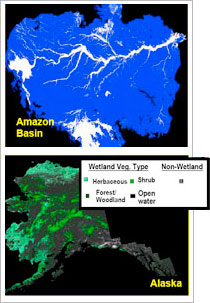 Amazon
Basin
Wetland Veg. Type Non-Wetland
Herbaceous Shrub
Forest/
Woodland
Open
water
Alaska